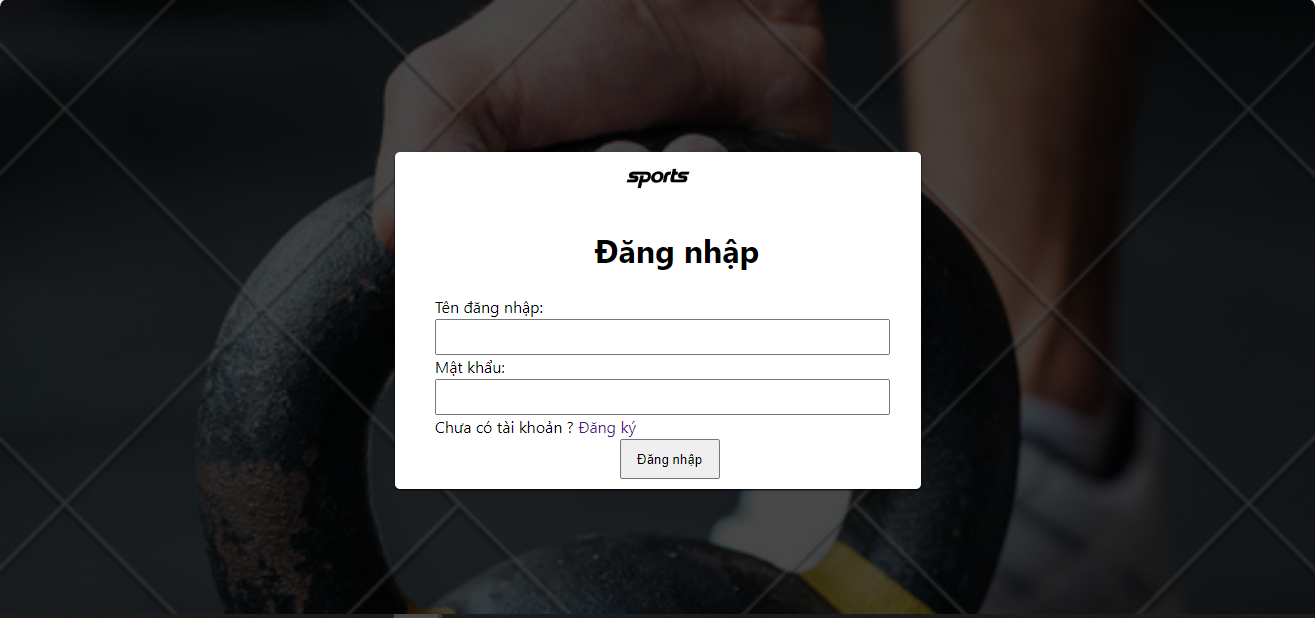 sports
Đăng nhập
Tên đăng nhập:
Mật khẩu:
Chưa có tài khoản ? Đăng ký
Đăng nhập